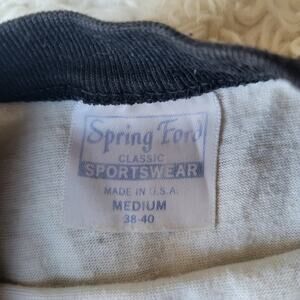 Spring Ford
CLASSIC
SPORTSWEAR
MADE IN U.S.A.
MEDIUM
38-40